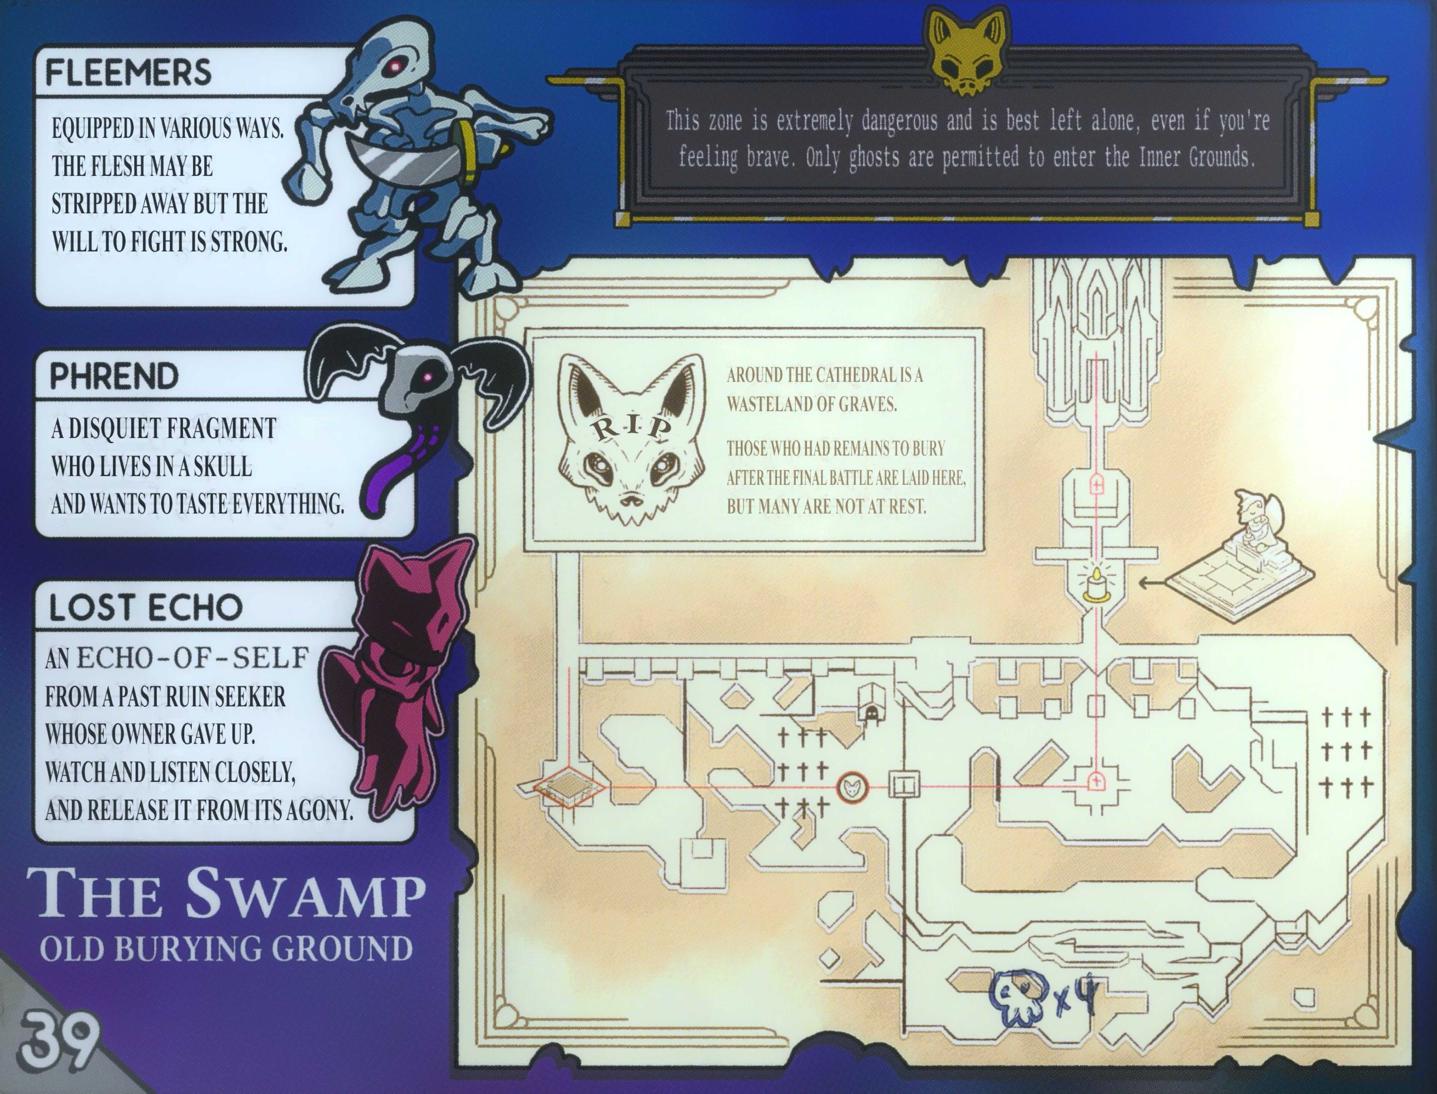 FLEEMERS
EQUIPPED IN VARIOUS WAYS.
THE FLESH MAY BE
STRIPPED AWAY BUT THE
WILL TO FIGHT IS STRONG.
PHREND
A DISQUIET FRAGMENT
WHO LIVES IN A SKULL
AND WANTS TO TASTE EVERYTHING.
LOST ECHO
AN ECHO-OF-SELF
FROM A PAST RUIN SEEKER
WHOSE OWNER GAVE UP.
WATCH AND LISTEN CLOSELY,
AND RELEASE IT FROM ITS AGONY.
THE SWAMP
OLD BURYING GROUND
39
This zone is extremely dangerous and is best left alone, even if you're
feeling brave. Only ghosts are permitted to enter the Inner Grounds.
R·I·P
AROUND THE CATHEDRAL IS A
WASTELAND OF GRAVES.
THOSE WHO HAD REMAINS TO BURY
AFTER THE FINAL BATTLE ARE LAID HERE,
BUT MANY ARE NOT AT REST.
x4